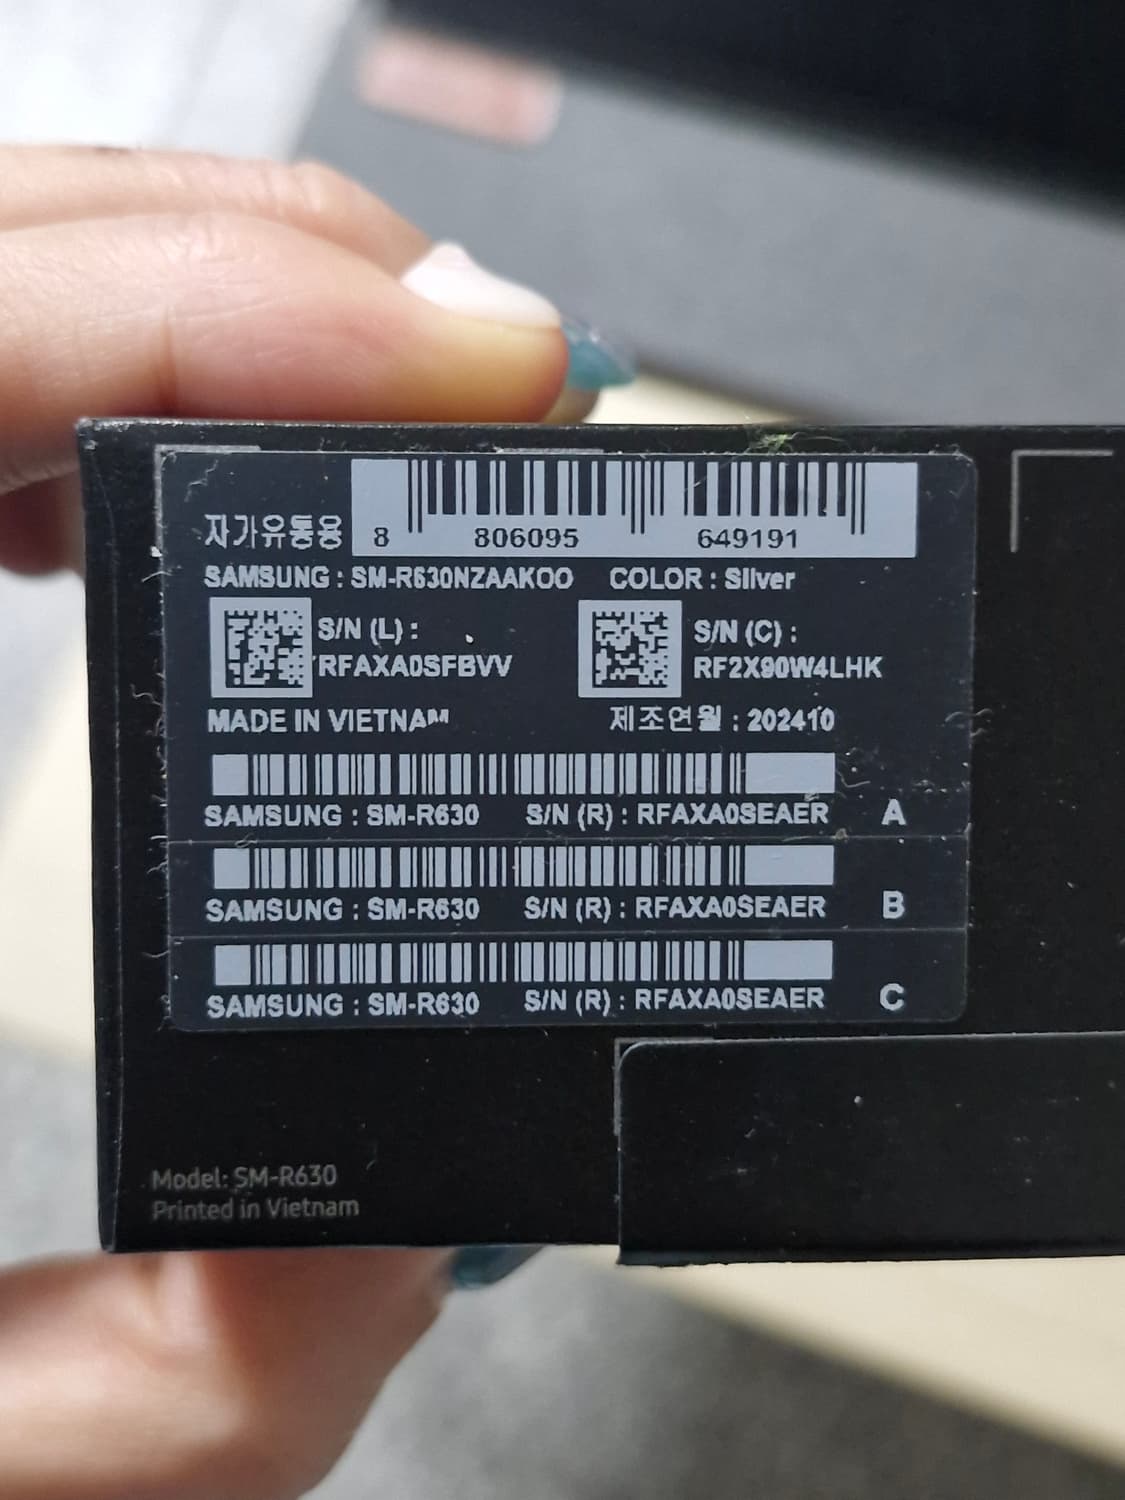 자가유통용
8 806095 649191
SAMSUNG : SM-R630NZAAKOO COLOR : Silver
S/N (L) : S/N (C) :
RFAXA0SFBVV RF2X90W4LHK
MADE IN VIETNAM 제조연월 : 202410
SAMSUNG : SM-R630 S/N (R) : RFAXA0SEAER A
SAMSUNG : SM-R630 S/N (R) : RFAXA0SEAER B
SAMSUNG : SM-R630 S/N (R) : RFAXA0SEAER C
Model: SM-R630
Printed in Vietnam